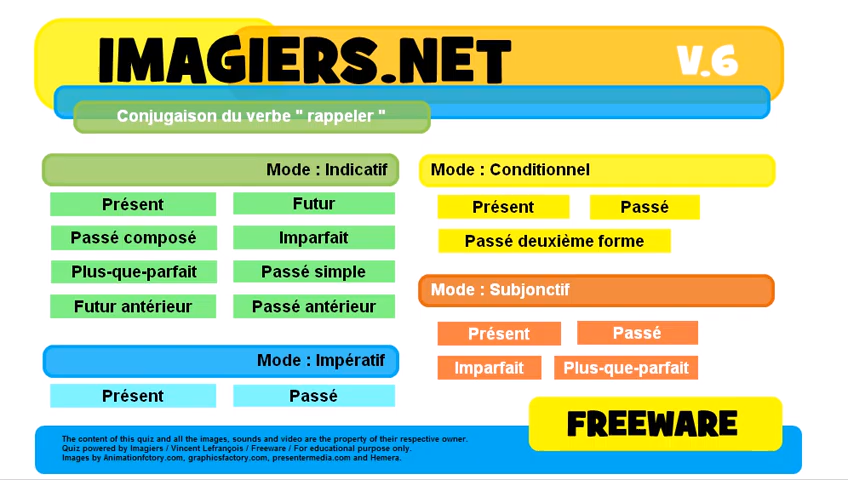 IMAGIERS.NET
V.6
Conjugaison du verbe " rappeler "
Mode : Indicatif
Présent
Futur
Passé composé
Imparfait
Plus-que-parfait
Passé simple
Futur antérieur
Passé antérieur
Mode : Impératif
Présent
Passé
Mode : Conditionnel
Présent
Passé
Passé deuxième forme
Mode : Subjonctif
Présent
Passé
Imparfait
Plus-que-parfait
FREEWARE
The content of this quiz and all the images, sounds and video are the property of their respective owner.
Quiz powered by Imagiers / Vincent Lefrançois / Freeware / For educational purpose only.
Images by Animationfctory.com, graphicsfactory.com, presentermedia.com and Hemera.